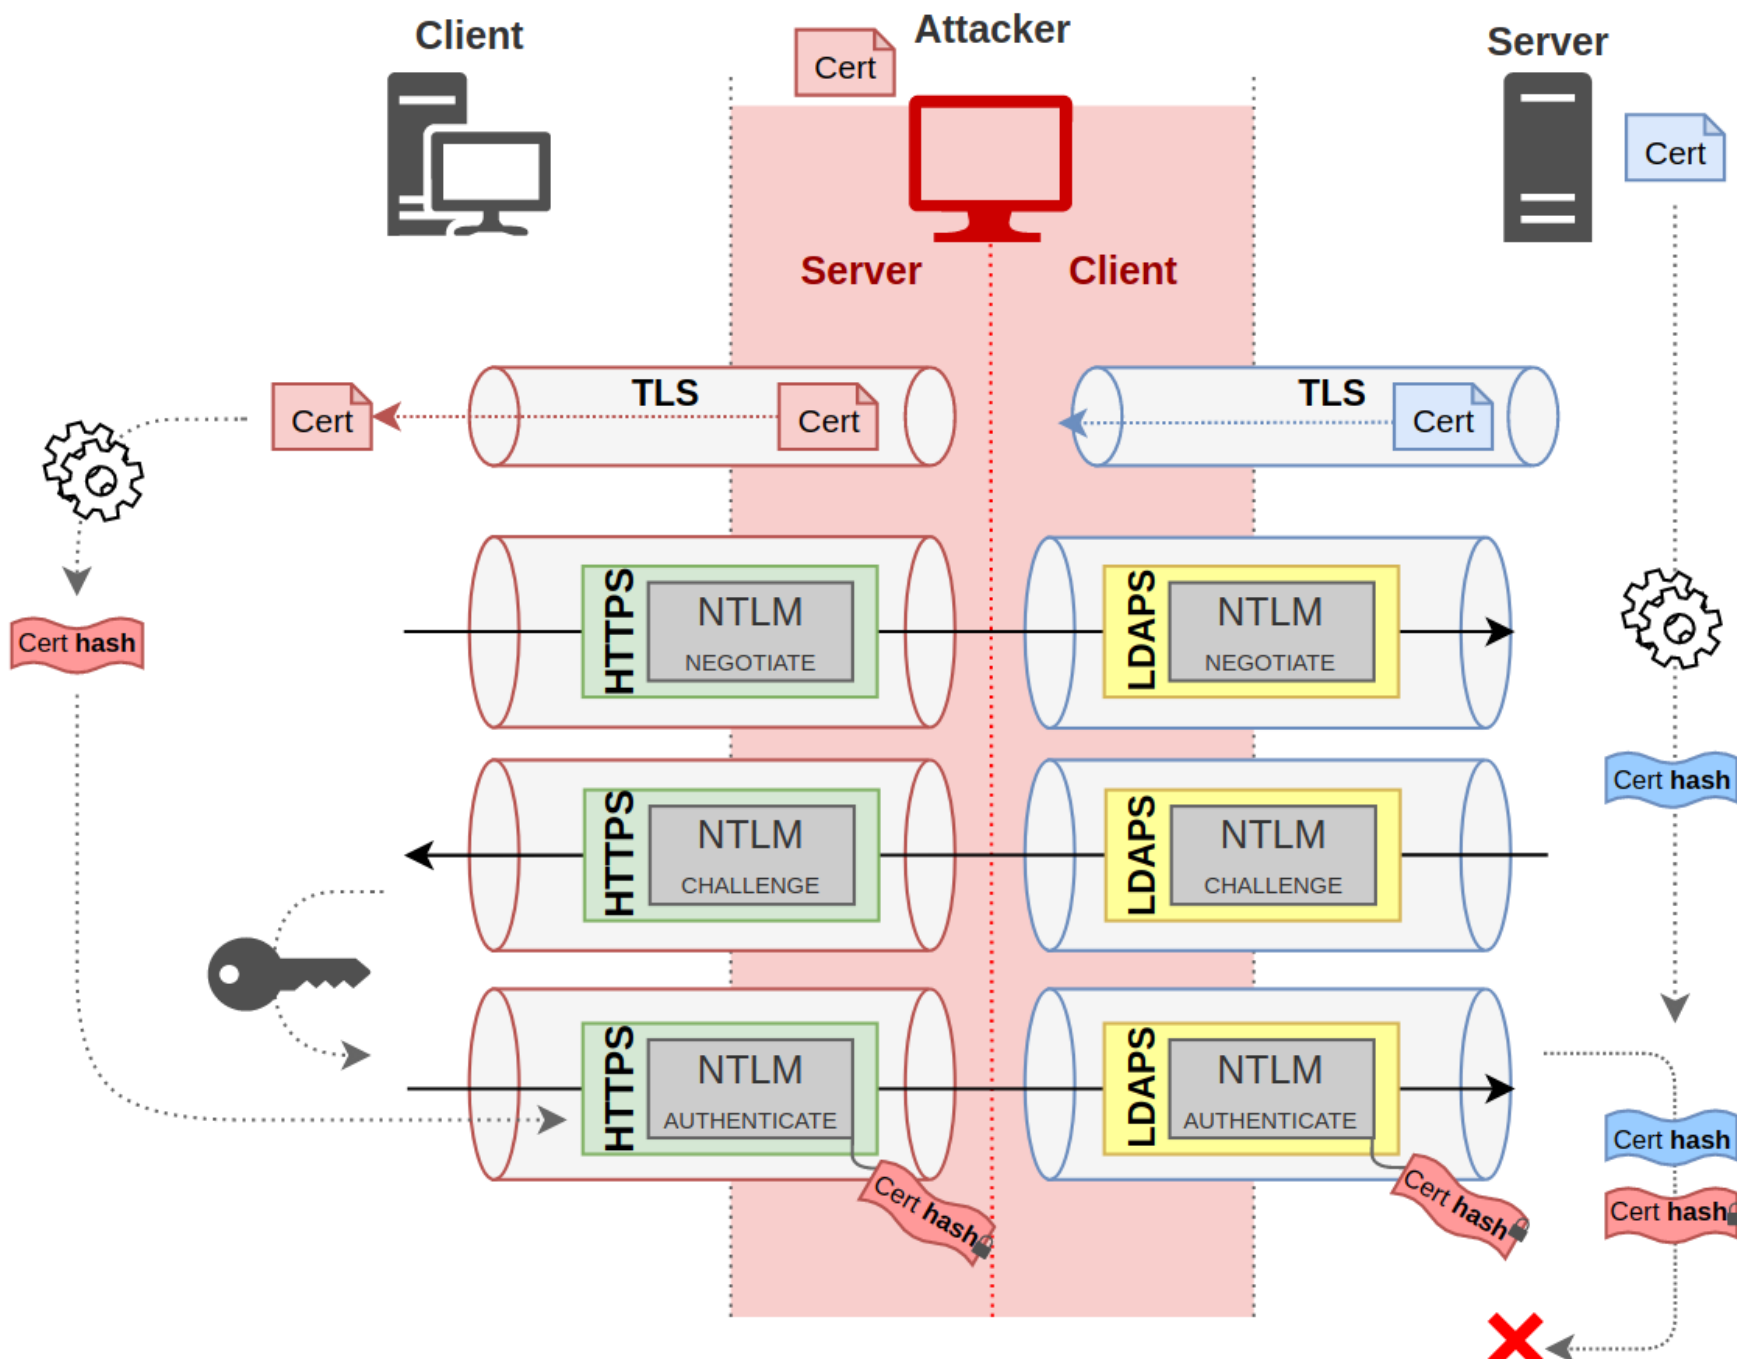 Client
Attacker
Server
Cert
Cert
Server
Client
TLS
TLS
Cert
Cert
Cert
HTTPS
NTLM
NEGOTIATE
LDAPS
NTLM
NEGOTIATE
Cert hash
Cert hash
HTTPS
NTLM
CHALLENGE
LDAPS
NTLM
CHALLENGE
HTTPS
NTLM
AUTHENTICATE
LDAPS
NTLM
AUTHENTICATE
Cert hash
Cert hash
Cert hash
Cert hash